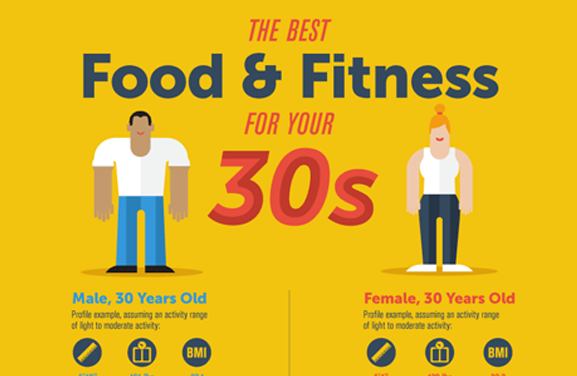 THE BEST
Food & Fitness
FOR YOUR
30s
Male, 30 Years Old
Profile example, assuming an activity range
of light to moderate activity:
BMI
Female, 30 Years Old
Profile example, assuming an activity range
of light to moderate activity:
BMI